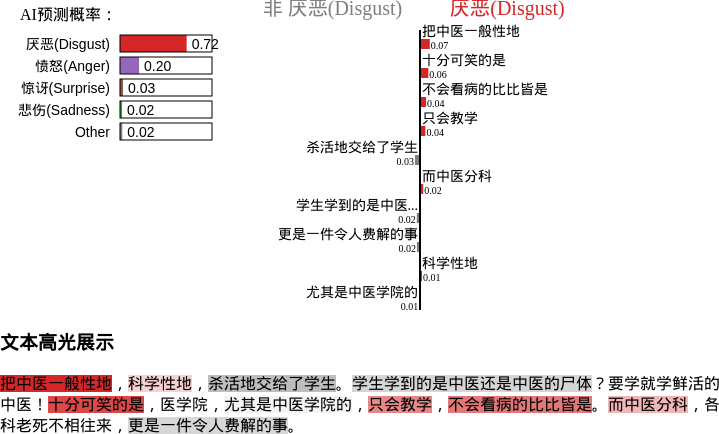 AI预测概率：
厌恶(Disgust) 0.72
愤怒(Anger) 0.20
惊讶(Surprise) 0.03
悲伤(Sadness) 0.02
Other 0.02
非 厌恶(Disgust) 厌恶(Disgust)
把中医一般性地
0.07
十分可笑的是
0.06
不会看病的比比皆是
0.04
只会教学
0.04
杀活地交给了学生
0.03
而中医分科
0.02
学生学到的是中医...
0.02
更是一件令人费解的事
0.02
科学性地
0.01
尤其是中医学院的
0.01
文本高光展示
把中医一般性地，科学性地，杀活地交给了学生。学生学到的是中医还是中医的尸体？要学就学鲜活的
中医！十分可笑的是，医学院，尤其是中医学院的，只会教学，不会看病的比比皆是。而中医分科，各
科老死不相往来，更是一件令人费解的事。